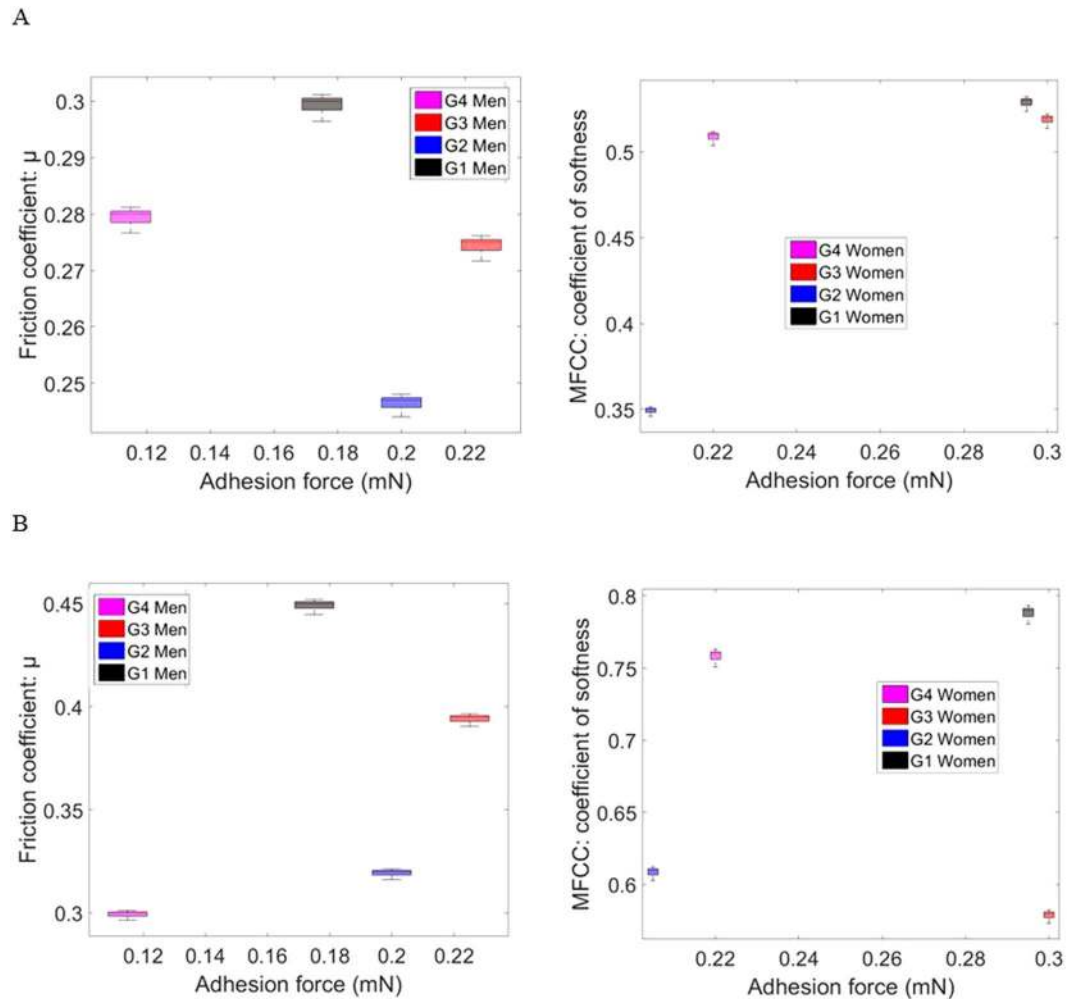 A
Friction coefficient: μ
0.3
0.29
0.28
0.27
0.26
0.25
G4 Men
G3 Men
G2 Men
G1 Men
0.12 0.14 0.16 0.18 0.2 0.22
Adhesion force (mN)
MFCC: coefficient of softness
0.5
0.45
0.4
0.35
G4 Women
G3 Women
G2 Women
G1 Women
0.22 0.24 0.26 0.28 0.3
Adhesion force (mN)
B
Friction coefficient: μ
0.45
0.4
0.35
0.3
G4 Men
G3 Men
G2 Men
G1 Men
0.12 0.14 0.16 0.18 0.2 0.22
Adhesion force (mN)
MFCC: coefficient of softness
0.8
0.75
0.7
0.65
0.6
G4 Women
G3 Women
G2 Women
G1 Women
0.22 0.24 0.26 0.28 0.3
Adhesion force (mN)